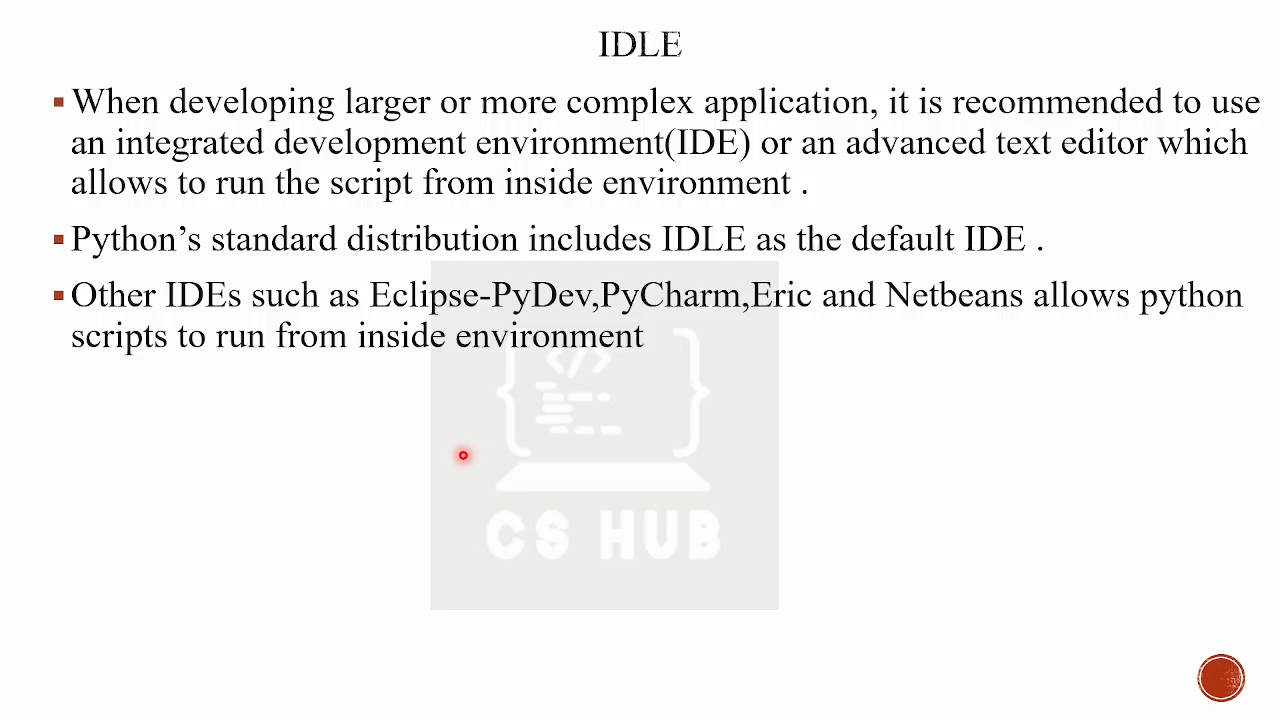 IDLE
When developing larger or more complex application, it is recommended to use
an integrated development environment(IDE) or an advanced text editor which
allows to run the script from inside environment .
Python’s standard distribution includes IDLE as the default IDE .
Other IDEs such as Eclipse-PyDev,PyCharm,Eric and Netbeans allows python
scripts to run from inside environment
</>
CS HUB